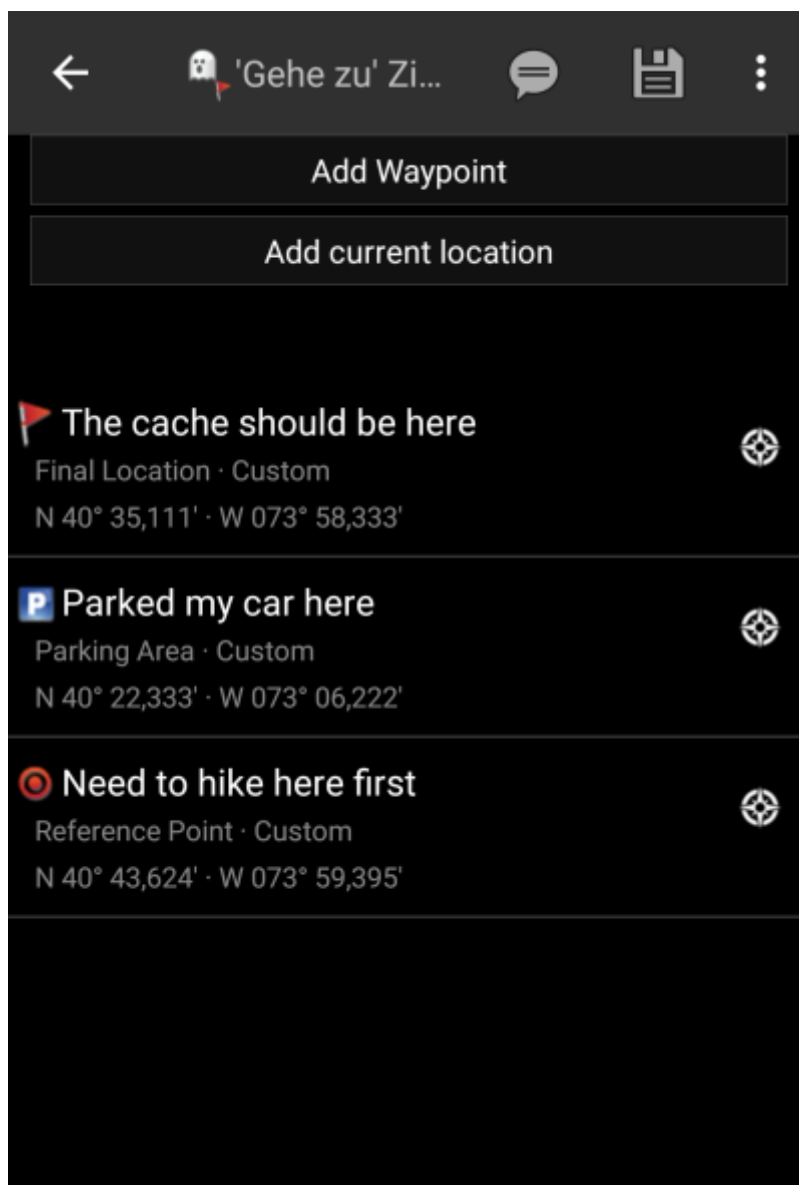 'Gehe zu' Zi...
Add Waypoint
Add current location
The cache should be here
Final Location · Custom
N 40° 35,111' · W 073° 58,333'
P Parked my car here
Parking Area · Custom
N 40° 22,333' · W 073° 06,222'
Need to hike here first
Reference Point · Custom
N 40° 43,624' · W 073° 59,395'